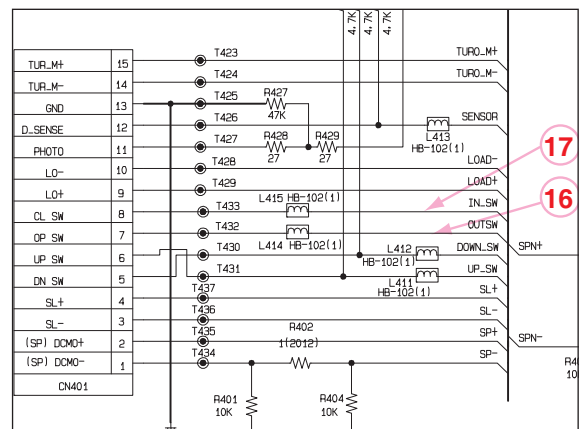 4.7K 4.7K 4.7K
TUR_M+ 15 T423 TURO_M+
TUR_M- 14 T424 TURO_M-
GND 13 T425 R427 47K
D_SENSE 12 T426 L413 HB-102(1) SENSOR
PHOTO 11 T427 R428 27 R429 27
LO- 10 T428 LOAD-
LO+ 9 T429 LOAD+
CL SW 8 T433 L415 HB-102(1) IN_SW 17
OP SW 7 T432 L414 HB-102(1) OUTSW 16
UP SW 6 T430 L412 HB-102(1) DOWN_SW SPN+
DN SW 5 T431 L411 HB-102(1) UP_SW
SL+ 4 T437 SL+
SL- 3 T436 SL-
(SP) DCMO+ 2 T435 R402 1(2012) SP+ SPN-
(SP) DCMO- 1 T434 SP-
CN401
R401 10K
R404 10K
R4
10